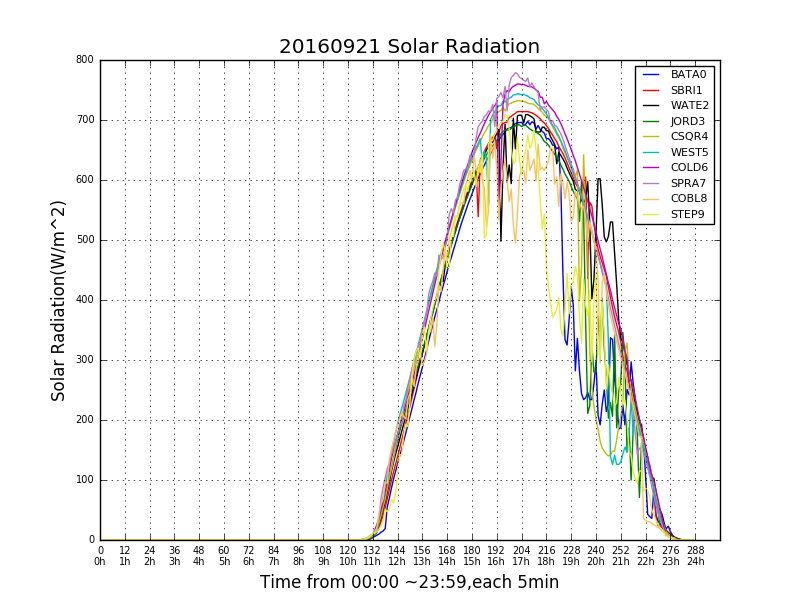 20160921 Solar Radiation
800
700
600
500
400
300
200
100
0
Solar Radiation(W/m^2)
BATA0
SBRI1
WATE2
JORD3
CSQR4
WEST5
COLD6
SPRA7
COBL8
STEP9
0 12 24 36 48 60 72 84 96 108 120 132 144 156 168 180 192 204 216 228 240 252 264 276 288
0h 1h 2h 3h 4h 5h 6h 7h 8h 9h 10h 11h 12h 13h 14h 15h 16h 17h 18h 19h 20h 21h 22h 23h 24h
Time from 00:00 ~23:59,each 5min